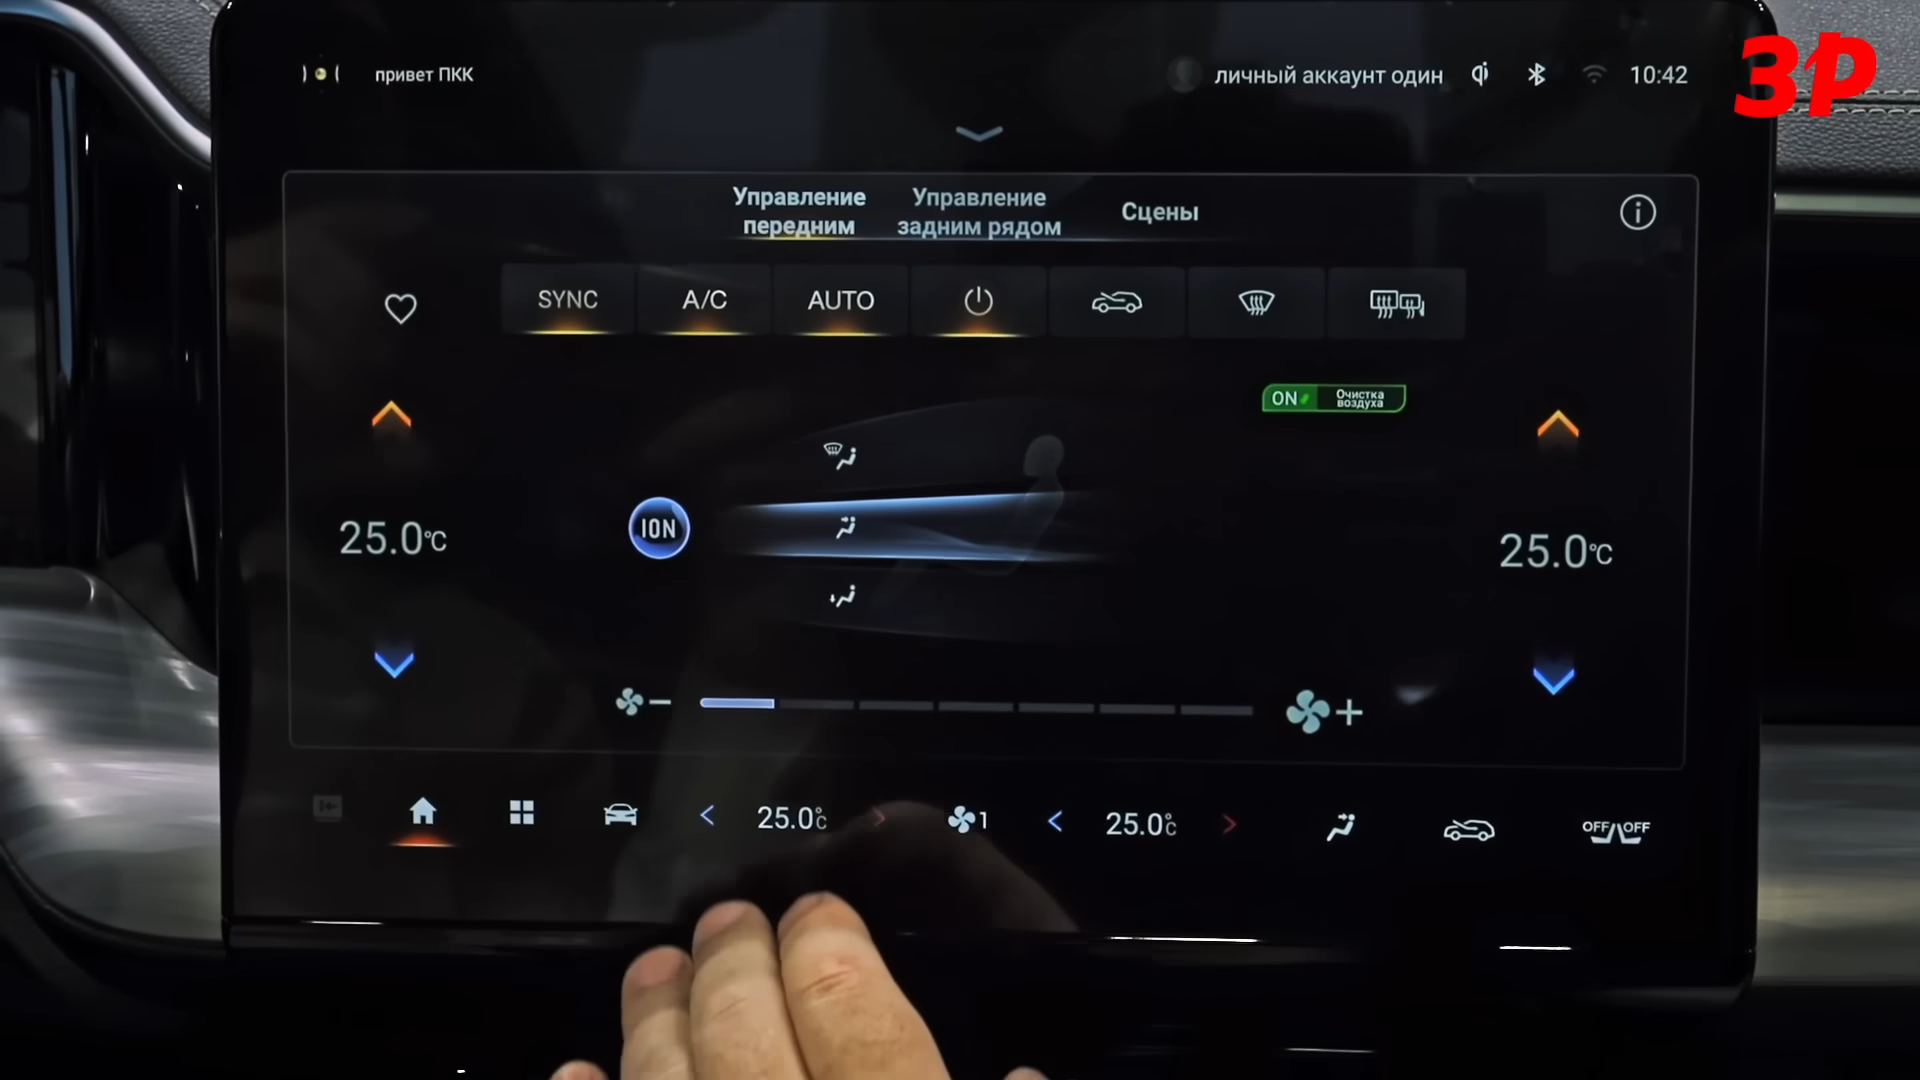 привет ПКК
личный аккаунт один
10:42
ЗР
Управление
передним
Управление
задним рядом
Сцены
SYNC
A/C
AUTO
ON
Очистка
воздуха
25.0°C
ION
25.0°C
25.0°C
1
25.0°C
OFF OFF